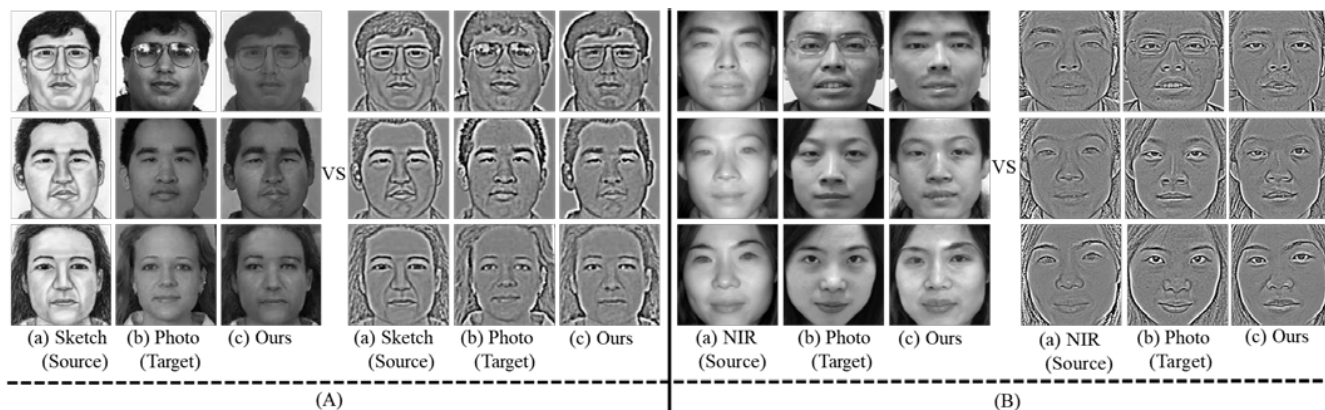 VS
VS
(a) Sketch (b) Photo (c) Ours
(Source) (Target)
(a) Sketch (b) Photo (c) Ours
(Source) (Target)
(a) NIR (b) Photo (c) Ours
(Source) (Target)
(a) NIR (b) Photo (c) Ours
(Source) (Target)
(A)
(B)